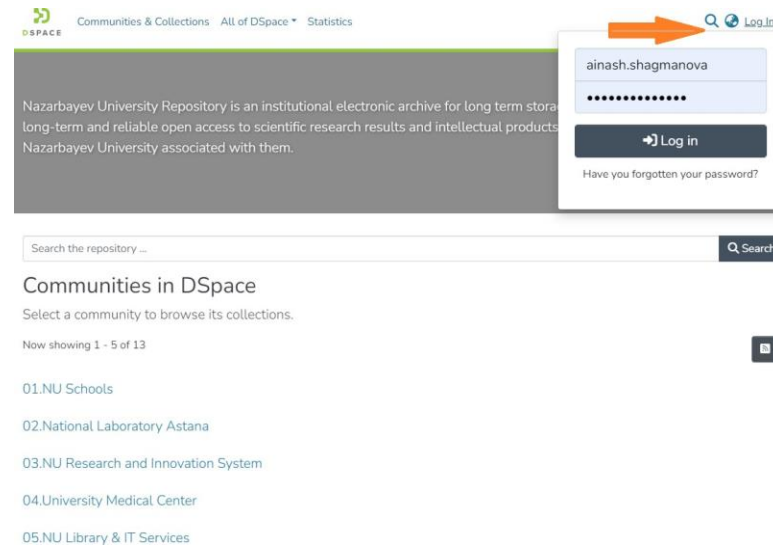 DSPACE
Communities & Collections All of DSpace Statistics Log In
ainash.shagmanova
••••••••••••••
Log in
Have you forgotten your password?
Nazarbayev University Repository is an institutional electronic archive for long term
long-term and reliable open access to scientific research results and intellectual products
Nazarbayev University associated with them.
Search the repository ...
Search
Communities in DSpace
Select a community to browse its collections.
Now showing 1 - 5 of 13
01.NU Schools
02.National Laboratory Astana
03.NU Research and Innovation System
04.University Medical Center
05.NU Library & IT Services